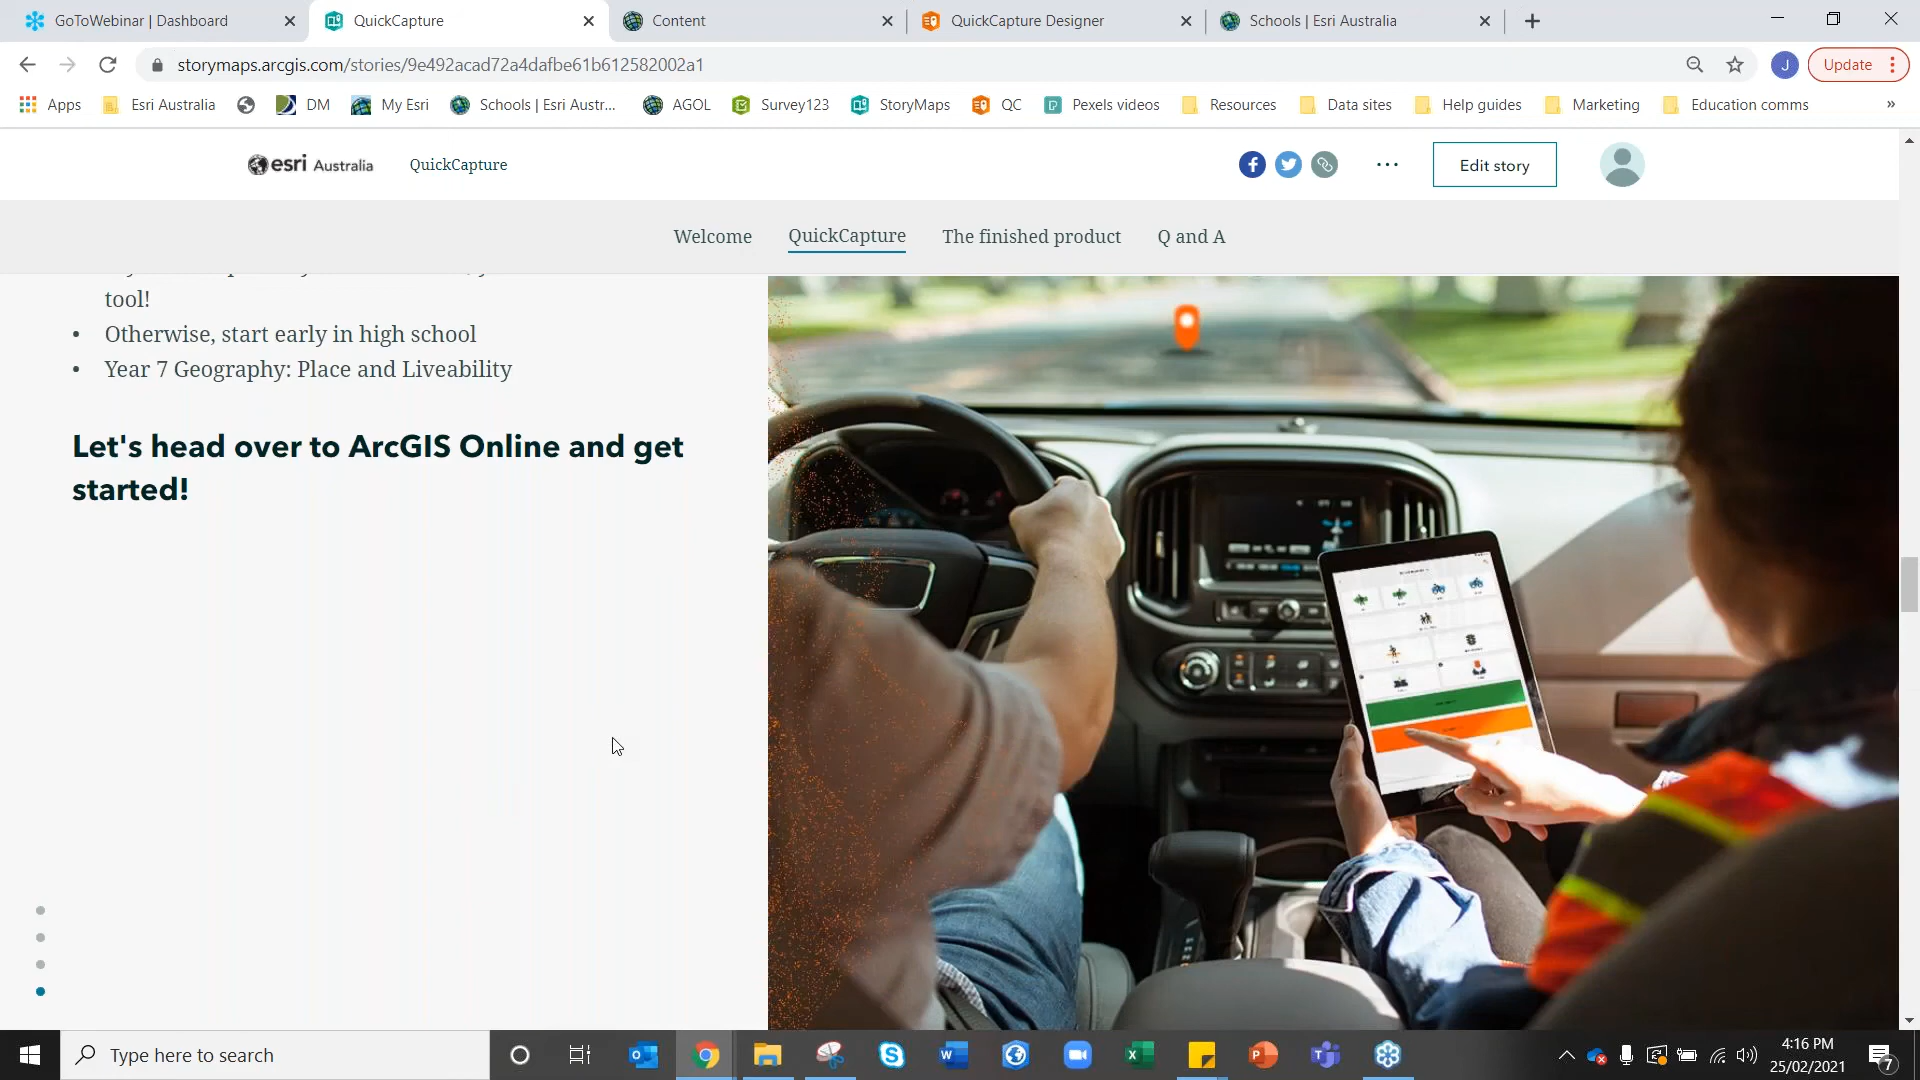 GoToWebinar | Dashboard
QuickCapture
Content
QuickCapture Designer
Schools | Esri Australia
storymaps.arcgis.com/stories/9e492acad72a4dafbe61b612582002a1
J
Update
Apps
Esri Australia
DM
My Esri
Schools | Esri Austr...
AGOL
Survey123
StoryMaps
QC
Pexels videos
Resources
Data sites
Help guides
Marketing
Education comms
»
esri Australia
QuickCapture
Edit story
Welcome
QuickCapture
The finished product
Q and A
tool!
• Otherwise, start early in high school
• Year 7 Geography: Place and Liveability
Let's head over to ArcGIS Online and get
started!
Type here to search
4:16 PM
25/02/2021
7